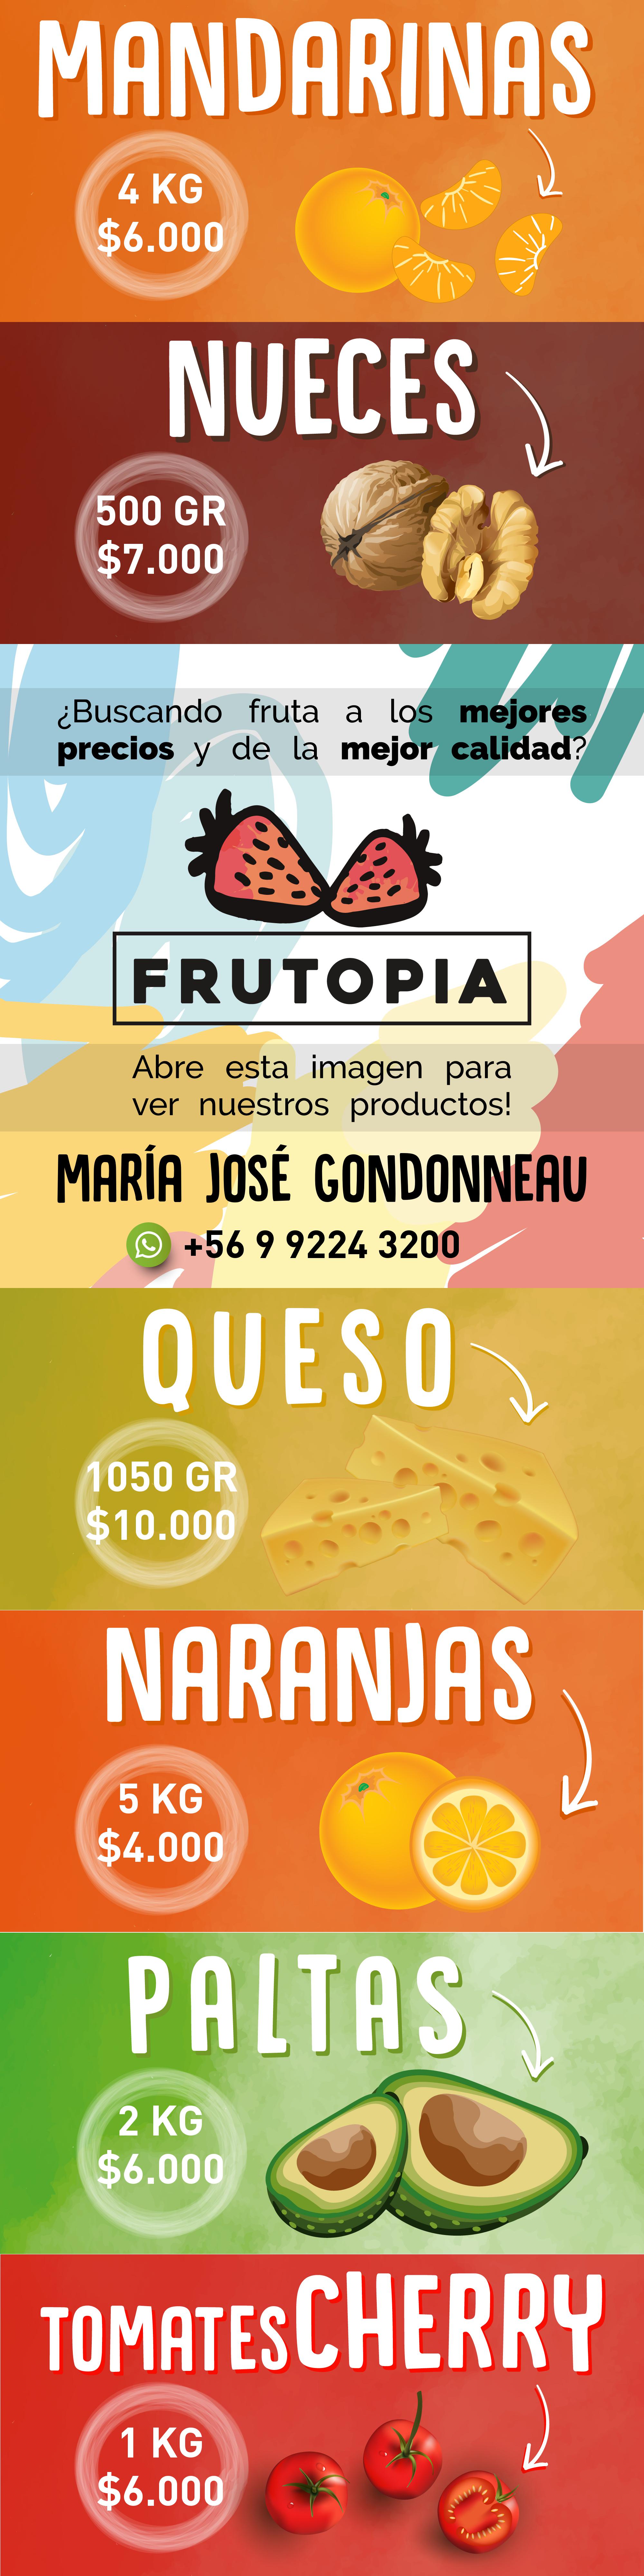 MANDARINAS
4 KG
$6.000
NUECES
500 GR
$7.000
¿Buscando fruta a los mejores
precios y de la mejor calidad?
FRUTOPIA
Abre esta imagen para
ver nuestros productos!
MARÍA JOSÉ GONDONNEAU
+56 9 9224 3200
QUESO
1050 GR
$10.000
NARANJAS
5 KG
$4.000
PALTAS
2 KG
$6.000
TOMATES CHERRY
1 KG
$6.000